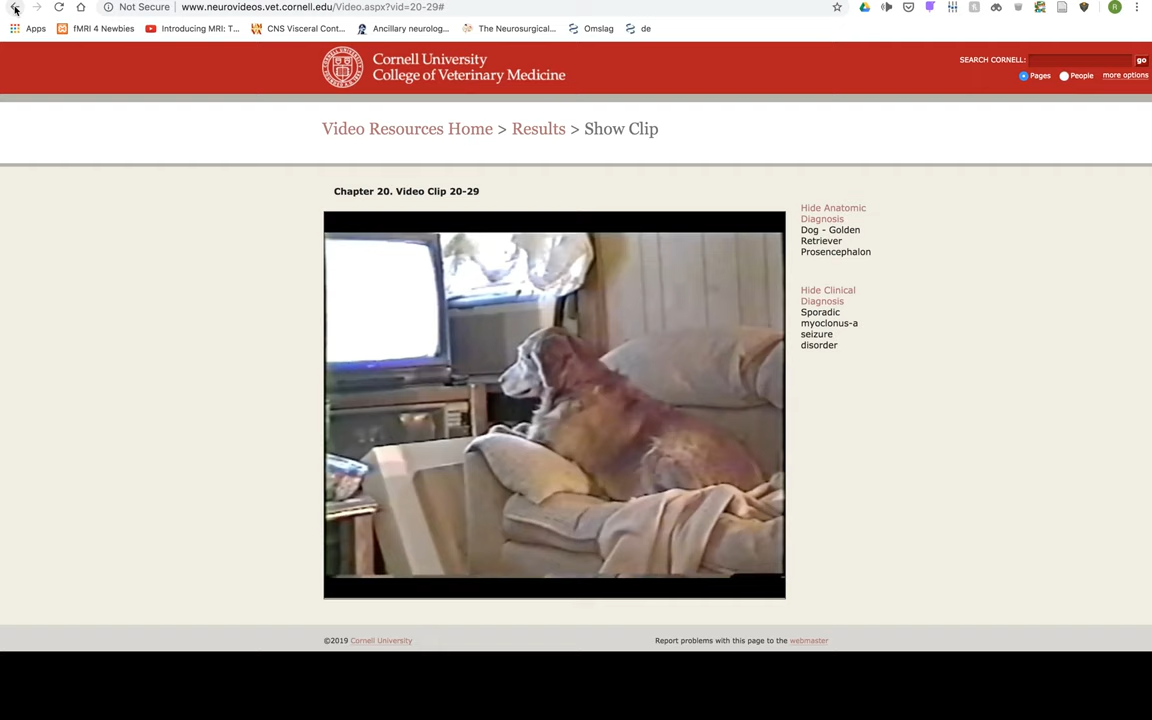 Not Secure | www.neurovideos.vet.cornell.edu/Video.aspx?vid=20-29#
Apps fMRI 4 Newbies Introducing MRI: T... CNS Visceral Cont... Ancillary neurolog... The Neurosurgical... Omslag de
Cornell University
College of Veterinary Medicine
SEARCH CORNELL: go
Pages People more options
Video Resources Home > Results > Show Clip
Chapter 20. Video Clip 20-29
Hide Anatomic
Diagnosis
Dog - Golden
Retriever
Prosencephalon
Hide Clinical
Diagnosis
Sporadic
myoclonus-a
seizure
disorder
©2019 Cornell University
Report problems with this page to the webmaster